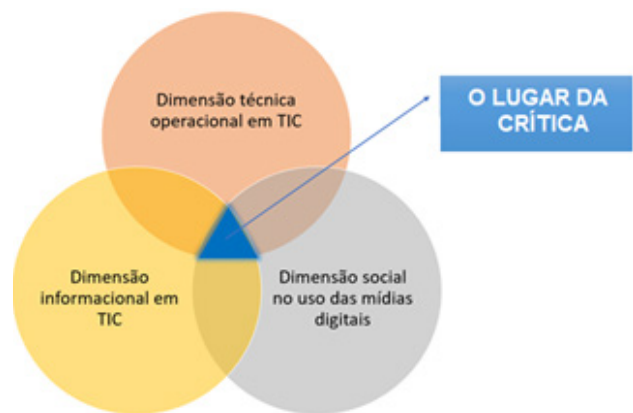 Dimensão técnica
operacional em TIC
O LUGAR DA
CRÍTICA
Dimensão
informacional em
TIC
Dimensão social
no uso das mídias
digitais